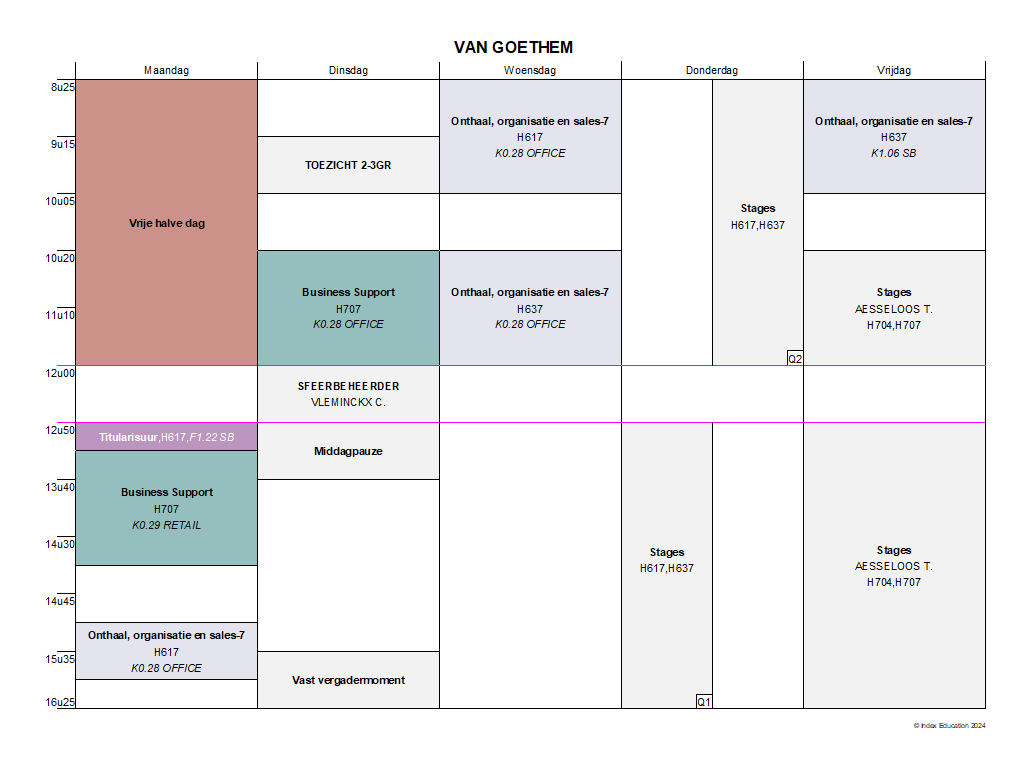 VAN GOETHEM
Maandag
Dinsdag
Woensdag
Donderdag
Vrijdag
8u25
9u15
10u05
10u20
11u10
12u00
12u50
13u40
14u30
14u45
15u35
16u25
Vrije halve dag
Titularisuur,H617,F1.22 SB
Business Support
H707
K0.29 RETAIL
Onthaal, organisatie en sales-7
H617
K0.28 OFFICE
TOEZICHT 2-3GR
Business Support
H707
K0.28 OFFICE
SFEERBEHEERDER
VLEMINCKX C.
Middagpauze
Vast vergadermoment
Onthaal, organisatie en sales-7
H617
K0.28 OFFICE
Onthaal, organisatie en sales-7
H637
K0.28 OFFICE
Stages
H617,H637
Q2
Stages
H617,H637
Q1
Onthaal, organisatie en sales-7
H637
K1.06 SB
Stages
AESSELOOS T.
H704,H707
Stages
AESSELOOS T.
H704,H707
© Index Education 2024